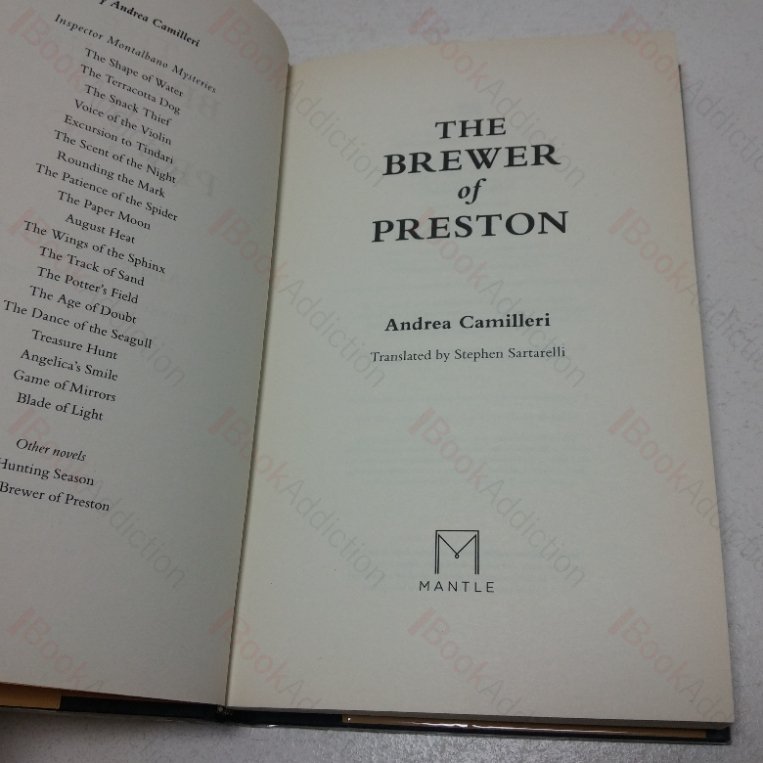 y Andrea Camilleri
Inspector Montalbano Mysteries
The Shape of Water
The Terracotta Dog
The Snack Thief
Voice of the Violin
Excursion to Tindari
The Scent of the Night
Rounding the Mark
The Patience of the Spider
The Paper Moon
August Heat
The Wings of the Sphinx
The Track of Sand
The Potter's Field
The Age of Doubt
The Dance of the Seagull
Treasure Hunt
Angelica's Smile
Game of Mirrors
Blade of Light
Other novels
Hunting Season
Brewer of Preston
THE
BREWER
of
PRESTON
Andrea Camilleri
Translated by Stephen Sartarelli
MANTLE
BookAddiction